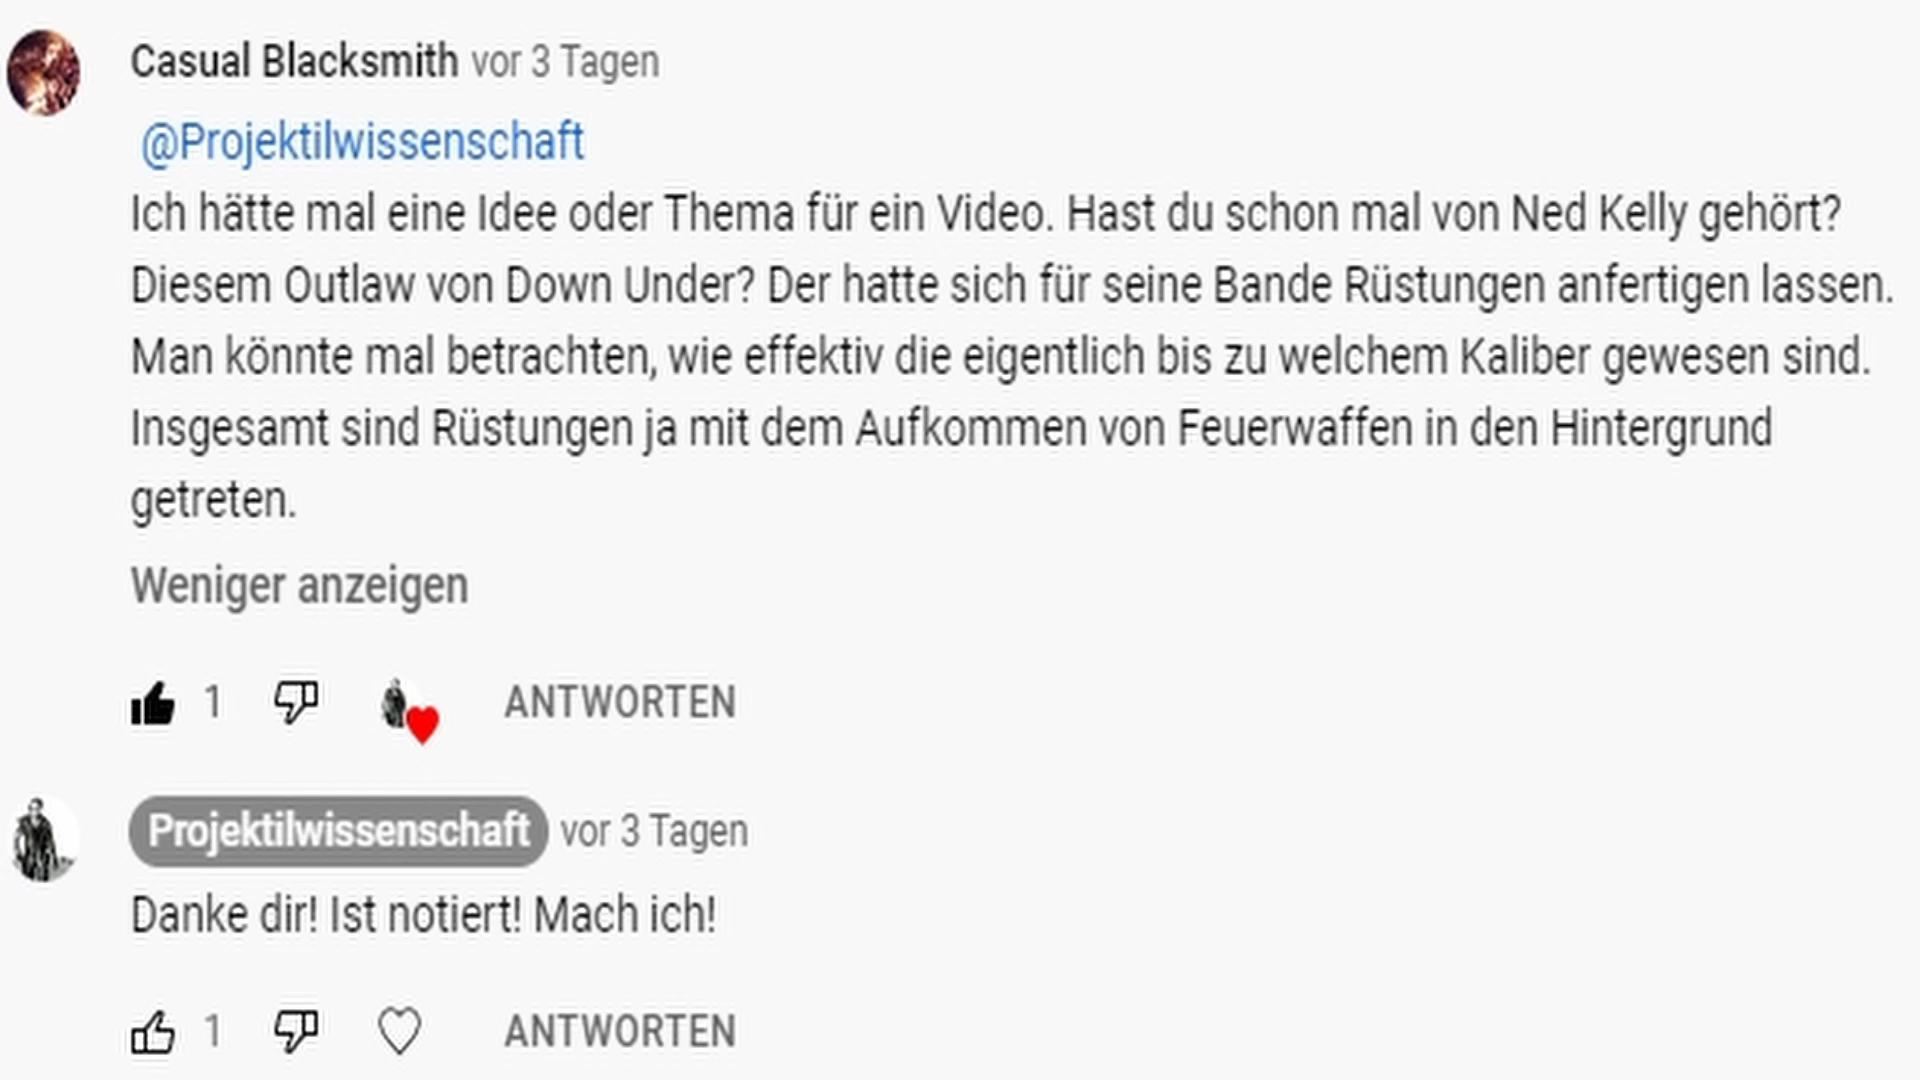 Casual Blacksmith vor 3 Tagen
@Projektilwissenschaft
Ich hätte mal eine Idee oder Thema für ein Video. Hast du schon mal von Ned Kelly gehört?
Diesem Outlaw von Down Under? Der hatte sich für seine Bande Rüstungen anfertigen lassen.
Man könnte mal betrachten, wie effektiv die eigentlich bis zu welchem Kaliber gewesen sind.
Insgesamt sind Rüstungen ja mit dem Aufkommen von Feuerwaffen in den Hintergrund
getreten.
Weniger anzeigen
1 ANTWORTEN
Projektilwissenschaft vor 3 Tagen
Danke dir! Ist notiert! Mach ich!
1 ANTWORTEN